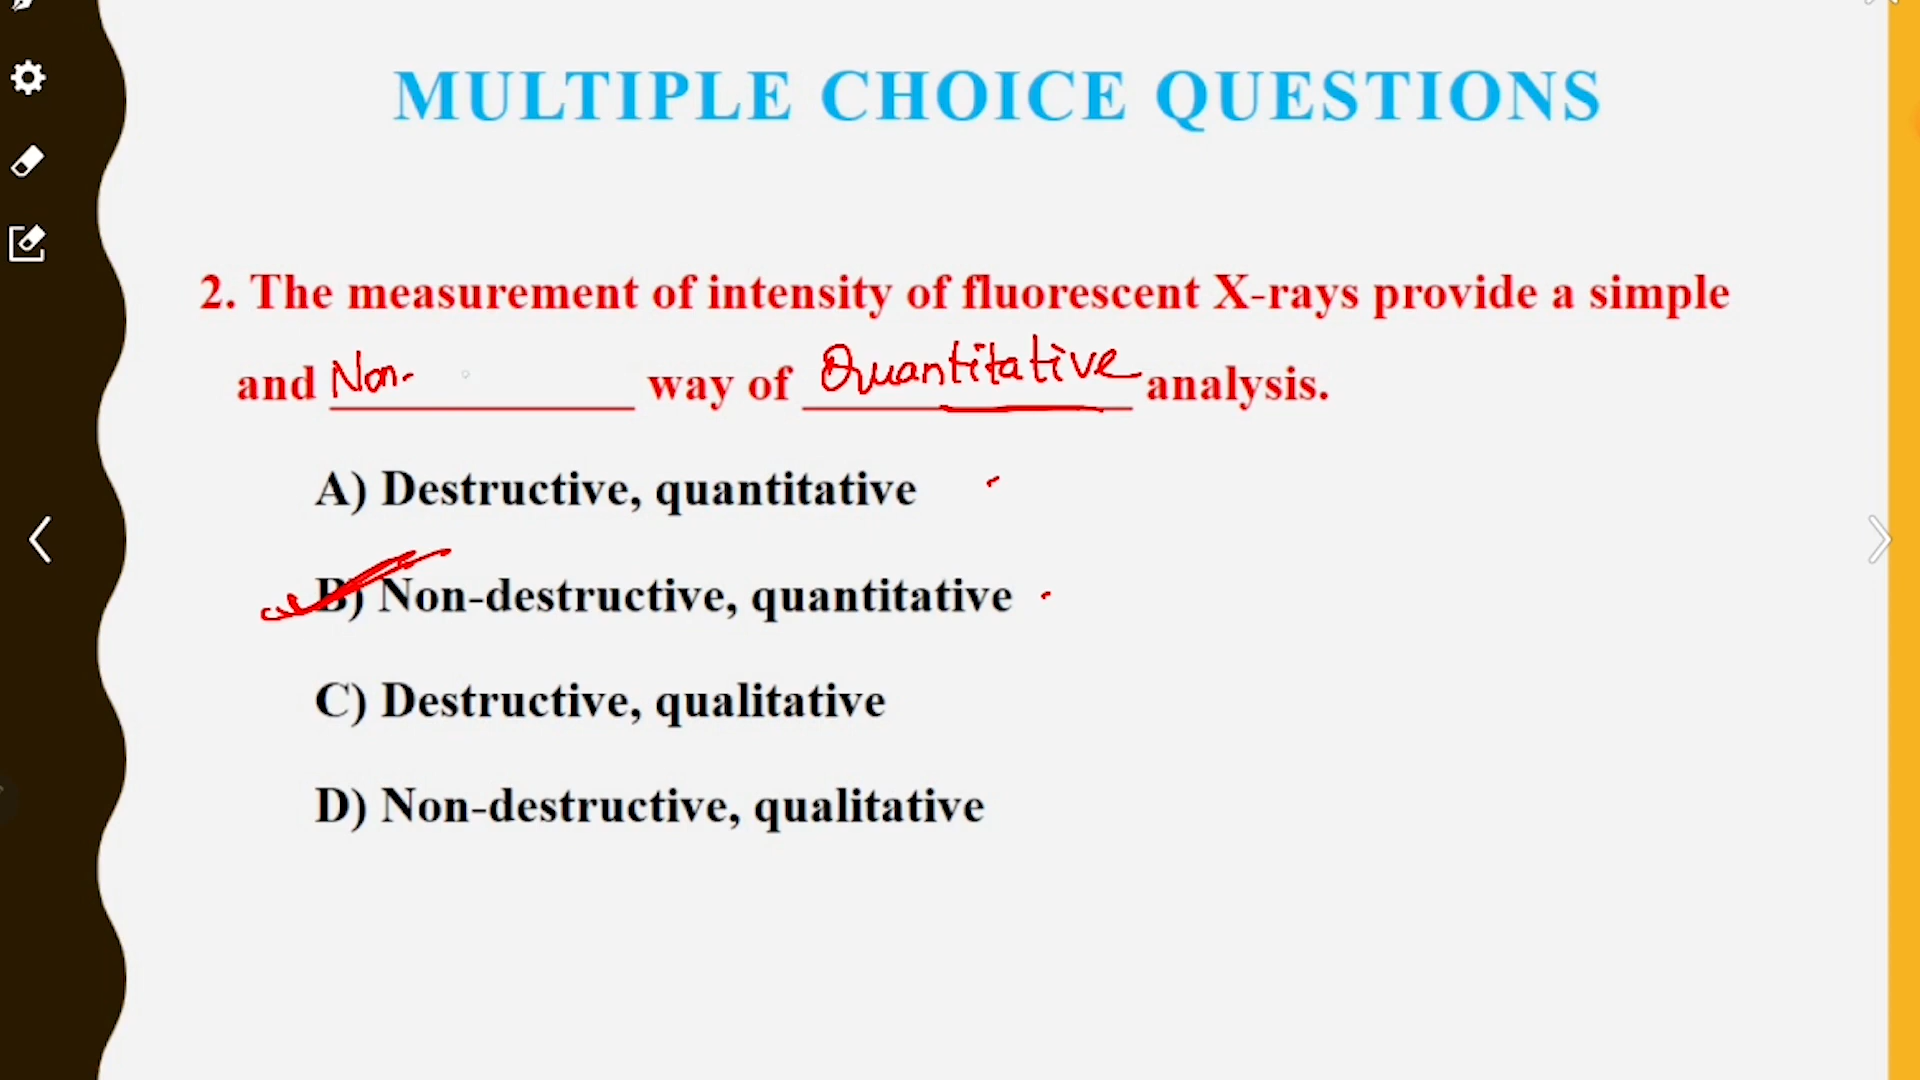 MULTIPLE CHOICE QUESTIONS
2. The measurement of intensity of fluorescent X-rays provide a simple
and Non- way of Quantitative analysis.
A) Destructive, quantitative
B) Non-destructive, quantitative
C) Destructive, qualitative
D) Non-destructive, qualitative